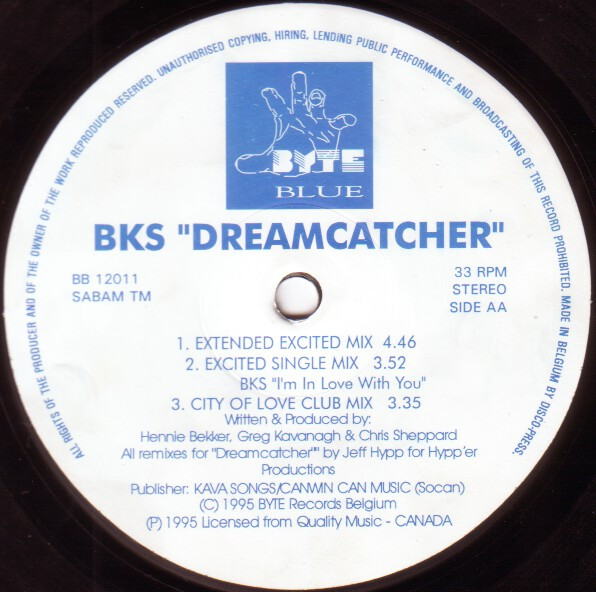 ALL RIGHTS OF THE PRODUCER AND OF THE OWNER OF THE WORK REPRODUCED RESERVED. UNAUTHORISED COPYING, HIRING, LENDING PUBLIC PERFORMANCE AND BROADCASTING OF THIS RECORD PROHIBITED. MADE IN BELGIUM BY DISCO-PRESS.
BYTE
BLUE
BKS "DREAMCATCHER"
BB 12011
SABAM TM
33 RPM
STEREO
SIDE AA
1. EXTENDED EXCITED MIX 4.46
2. EXCITED SINGLE MIX 3.52
BKS "I'm In Love With You"
3. CITY OF LOVE CLUB MIX 3.35
Written & Produced by:
Hennie Bekker, Greg Kavanagh & Chris Sheppard
All remixes for "Dreamcatcher"" by Jeff Hypp for Hypp'er
Productions
Publisher: KAVA SONGS/CANWIN CAN MUSIC (Socan)
(C) 1995 BYTE Records Belgium
(P) 1995 Licensed from Quality Music - CANADA